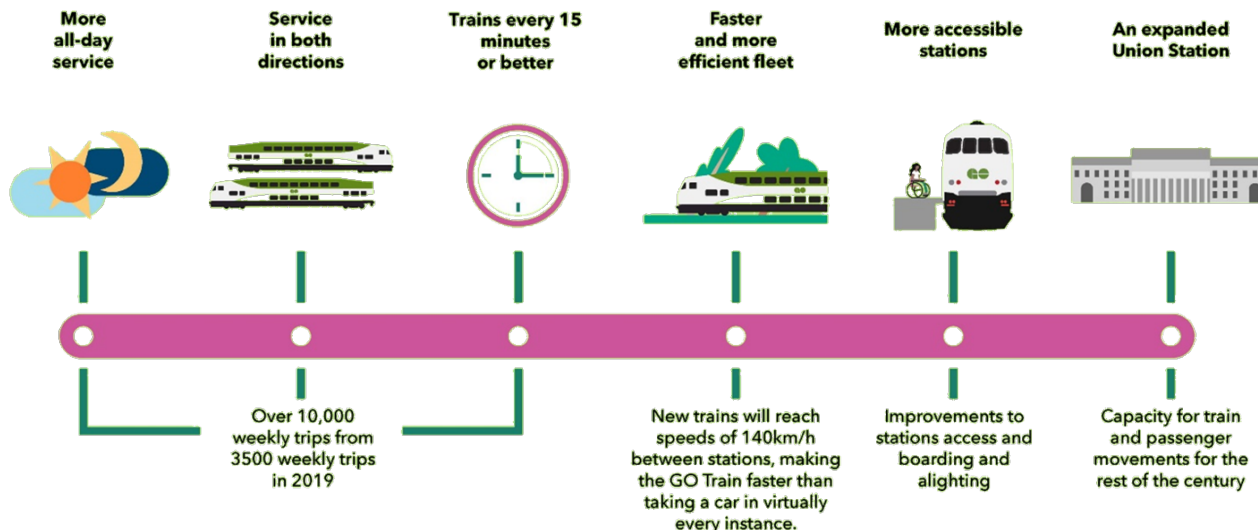 More
all-day
service
Service
in both
directions
Trains every 15
minutes
or better
Faster
and more
efficient fleet
More accessible
stations
An expanded
Union Station
GO
GO
GO
GO
Over 10,000
weekly trips from
3500 weekly trips
in 2019
New trains will reach
speeds of 140km/h
between stations, making
the GO Train faster than
taking a car in virtually
every instance.
Improvements to
stations access and
boarding and
alighting
Capacity for train
and passenger
movements for the
rest of the century